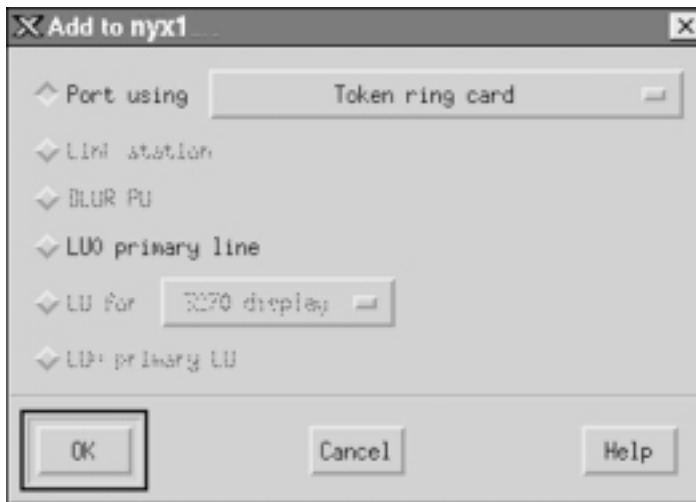 Add to nyx1
Port using Token ring card
Link station
DLUR PU
LU0 primary line
LU for 3270 display
LU0 primary LU
OK Cancel Help